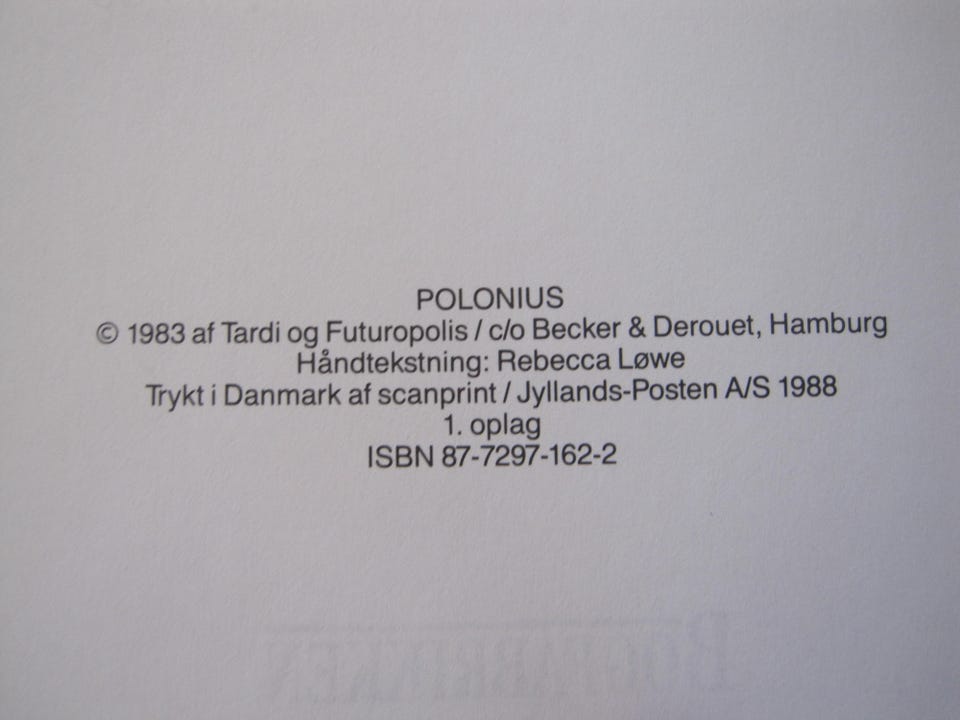 POLONIUS
© 1983 af Tardi og Futuropolis / c/o Becker & Derouet, Hamburg
Håndtekstning: Rebecca Løwe
Trykt i Danmark af scanprint / Jyllands-Posten A/S 1988
1. oplag
ISBN 87-7297-162-2